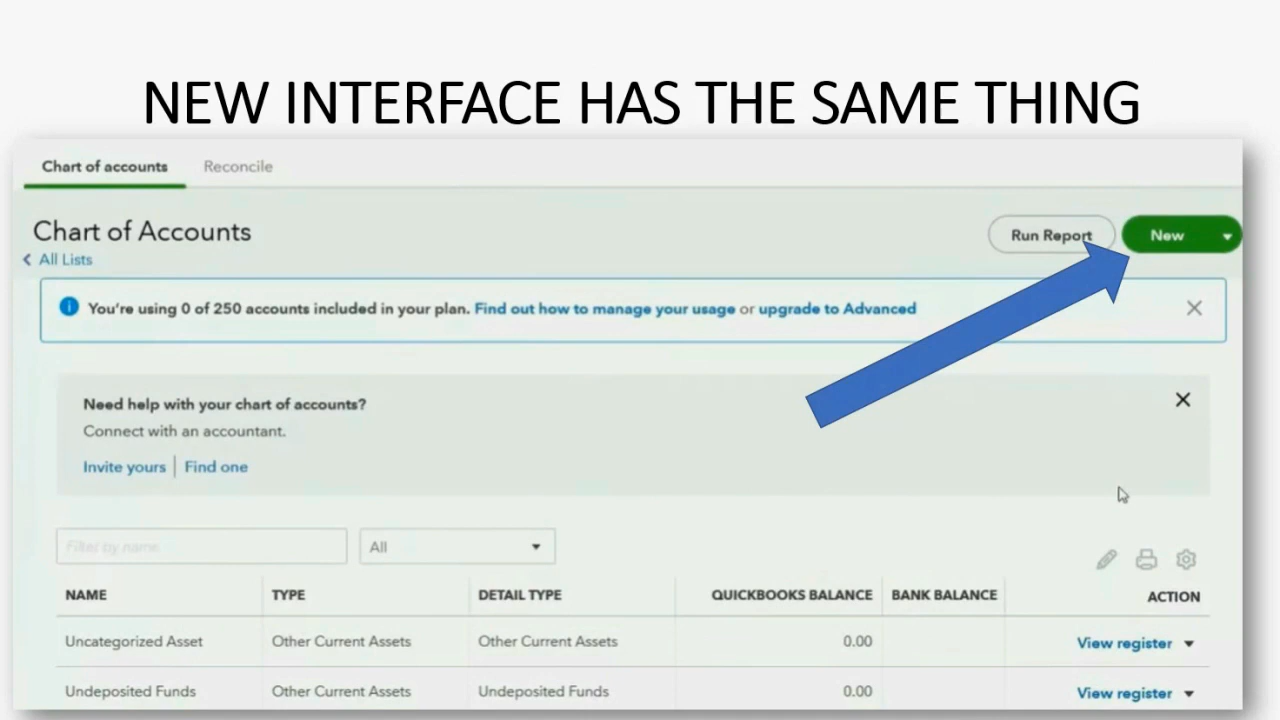 NEW INTERFACE HAS THE SAME THING
Chart of accounts Reconcile
Chart of Accounts
Run Report New
All Lists
You're using 0 of 250 accounts included in your plan. Find out how to manage your usage or upgrade to Advanced
Need help with your chart of accounts?
Connect with an accountant.
Invite yours Find one
Filter by name All
NAME TYPE DETAIL TYPE QUICKBOOKS BALANCE BANK BALANCE ACTION
Uncategorized Asset Other Current Assets Other Current Assets 0.00 View register
Undeposited Funds Other Current Assets Undeposited Funds 0.00 View register